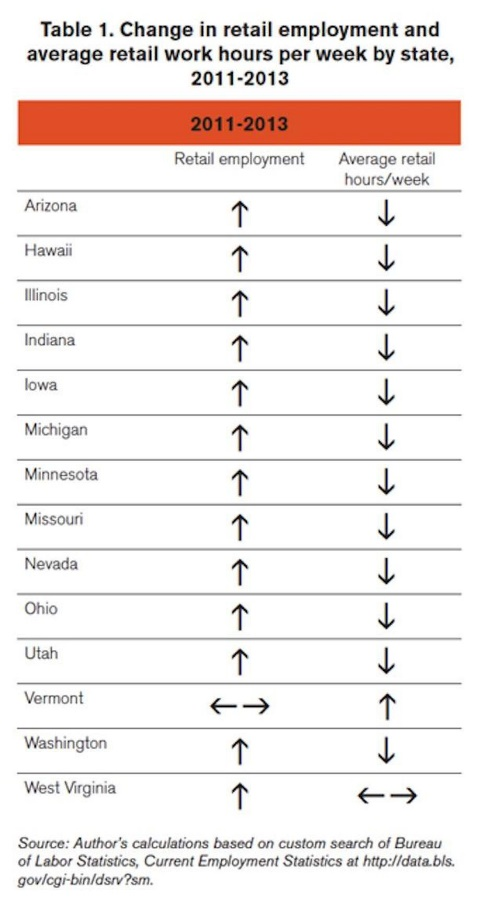 Table 1. Change in retail employment and
average retail work hours per week by state,
2011-2013
2011-2013
Retail employment Average retail
hours/week
Arizona ↑ ↓
Hawaii ↑ ↓
Illinois ↑ ↓
Indiana ↑ ↓
Iowa ↑ ↓
Michigan ↑ ↓
Minnesota ↑ ↓
Missouri ↑ ↓
Nevada ↑ ↓
Ohio ↑ ↓
Utah ↑ ↓
Vermont ←→ ↑
Washington ↑ ↓
West Virginia ↑ ←→
Source: Author's calculations based on custom search of Bureau
of Labor Statistics, Current Employment Statistics at http://data.bls.
gov/cgi-bin/dsrv?sm.